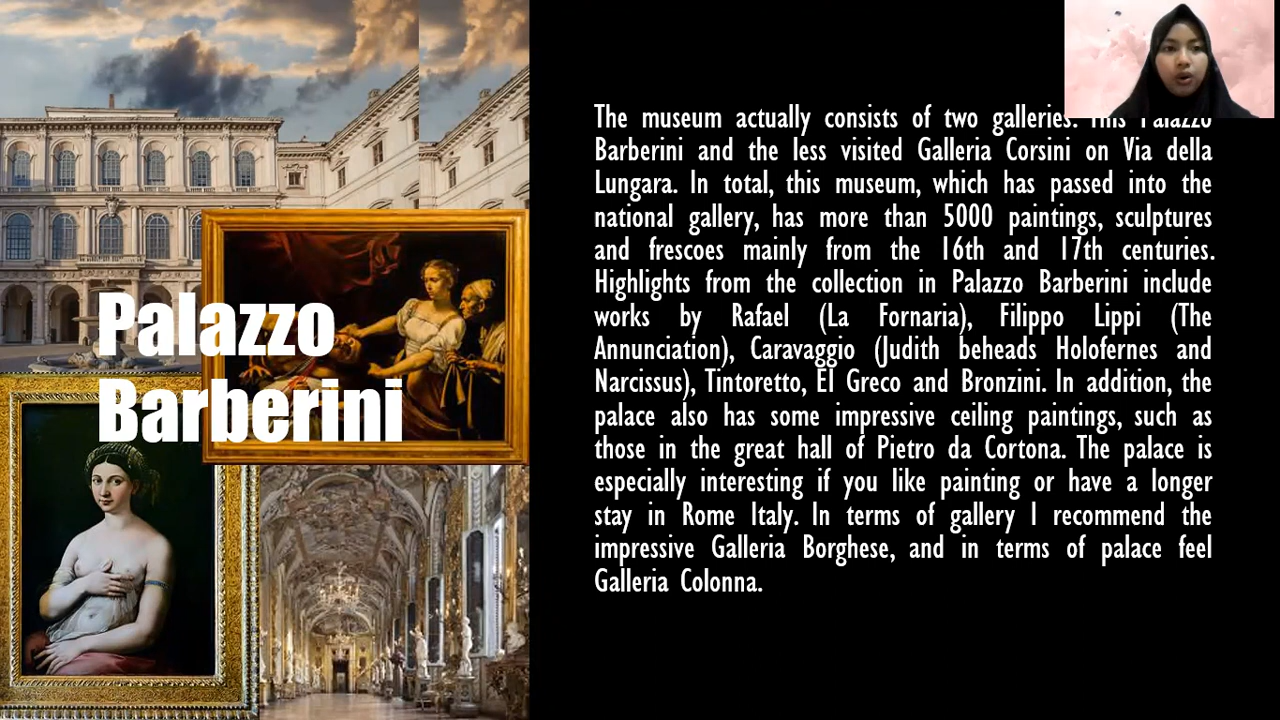 Palazzo
Barberini
The museum actually consists of two galleries. This Palazzo
Barberini and the less visited Galleria Corsini on Via della
Lungara. In total, this museum, which has passed into the
national gallery, has more than 5000 paintings, sculptures
and frescoes mainly from the 16th and 17th centuries.
Highlights from the collection in Palazzo Barberini include
works by Rafael (La Fornaria), Filippo Lippi (The
Annunciation), Caravaggio (Judith beheads Holofernes and
Narcissus), Tintoretto, El Greco and Bronzini. In addition, the
palace also has some impressive ceiling paintings, such as
those in the great hall of Pietro da Cortona. The palace is
especially interesting if you like painting or have a longer
stay in Rome Italy. In terms of gallery I recommend the
impressive Galleria Borghese, and in terms of palace feel
Galleria Colonna.